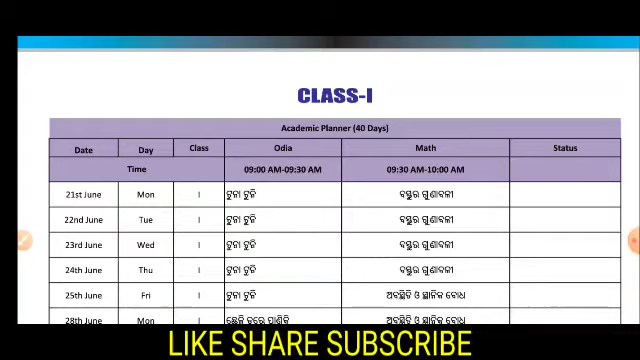 CLASS-I
Academic Planner (40 Days)
Date Day Class Odia Math Status
Time 09:00 AM-09:30 AM 09:30 AM-10:00 AM
21st June Mon I ଟୁନା ଟୁନି ବସ୍ତୁର ଗୁଣାବଳୀ
22nd June Tue I ଟୁନା ଟୁନି ବସ୍ତୁର ଗୁଣାବଳୀ
23rd June Wed I ଟୁନା ଟୁନି ବସ୍ତୁର ଗୁଣାବଳୀ
24th June Thu I ଟୁନା ଟୁନି ବସ୍ତୁର ଗୁଣାବଳୀ
25th June Fri I ଟୁନା ଟୁନି ଅବସ୍ଥିତି ଓ ସ୍ଥାନିକ ବୋଧ
28th June Mon I ଛେଳି ଚରେ ପାଣିକି ଅବସ୍ଥିତି ଓ ସ୍ଥାନିକ ବୋଧ
LIKE SHARE SUBSCRIBE